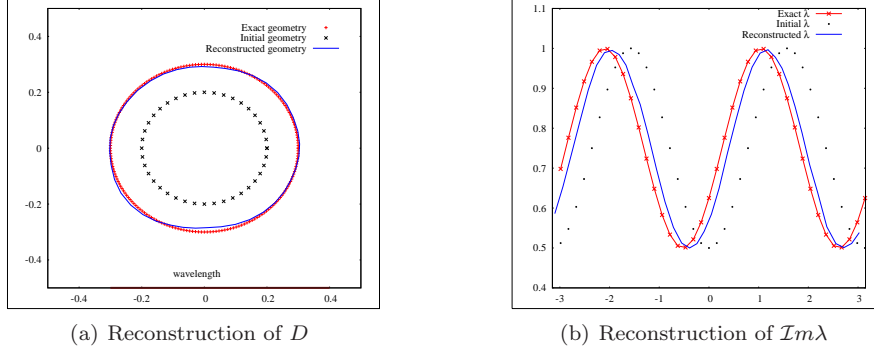 0.4
0.2
0
-0.2
-0.4
-0.4
-0.2
0
0.2
0.4
Exact geometry
Initial geometry
Reconstructed geometry
wavelength
(a) Reconstruction of D
1.1
1
0.9
0.8
0.7
0.6
0.5
0.4
-3
-2
-1
0
1
2
3
Exact λ
Initial λ
Reconstructed λ
(b) Reconstruction of Imλ